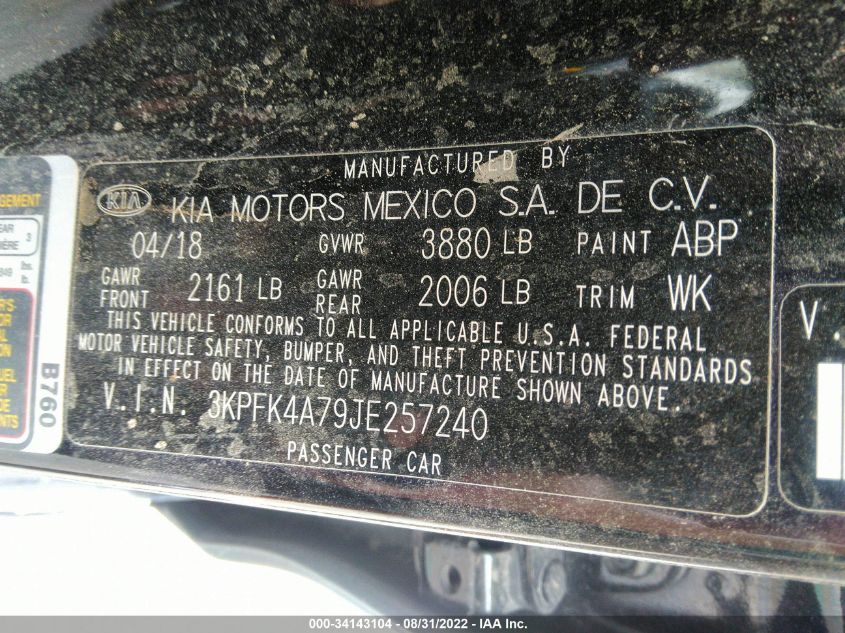 MANUFACTURED BY
KIA KIA MOTORS MEXICO S.A. DE C.V.
04/18 GVWR 3880 LB PAINT ABP
GAWR FRONT 2161 LB GAWR REAR 2006 LB TRIM WK
THIS VEHICLE CONFORMS TO ALL APPLICABLE U.S.A. FEDERAL
MOTOR VEHICLE SAFETY, BUMPER, AND THEFT PREVENTION STANDARDS
IN EFFECT ON THE DATE OF MANUFACTURE SHOWN ABOVE.
V.I.N. 3KPFK4A79JE257240
PASSENGER CAR
B760
000-34143104 - 08/31/2022 - IAA Inc.